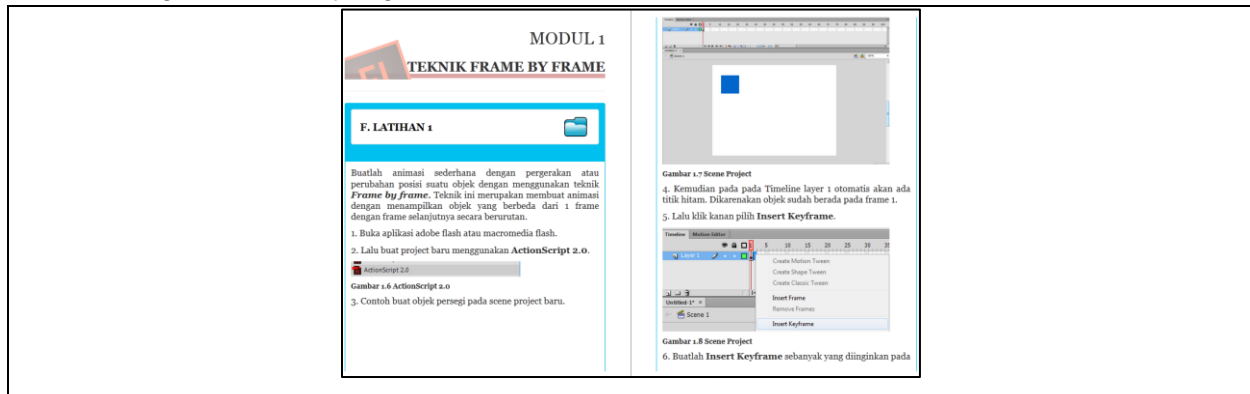 MODUL 1
TEKNIK FRAME BY FRAME
F. LATIHAN 1
Buatlah animasi sederhana dengan pergerakan atau
perubahan posisi suatu objek dengan menggunakan teknik
Frame by frame. Teknik ini merupakan membuat animasi
dengan menampilkan objek yang berbeda dari 1 frame
dengan frame selanjutnya secara berurutan.
1. Buka aplikasi adobe flash atau macromedia flash.
2. Lalu buat project baru menggunakan ActionScript 2.0.
ActionScript 2.0
Gambar 1.6 ActionScript 2.0
3. Contoh buat objek persegi pada scene project baru.
Gambar 1.7 Scene Project
4. Kemudian pada pada Timeline layer 1 otomatis akan ada
titik hitam. Dikarenakan objek sudah berada pada frame 1.
5. Lalu klik kanan pilih Insert Keyframe.
Timeline Motion Editor
5 10 15 20 25 30 35
Layer 1
Create Motion Tween
Create Shape Tween
Create Classic Tween
Insert Frame
Remove Frames
Insert Keyframe
Untitled-1*
Scene 1
Gambar 1.8 Scene Project
6. Buatlah Insert Keyframe sebanyak yang diinginkan pada